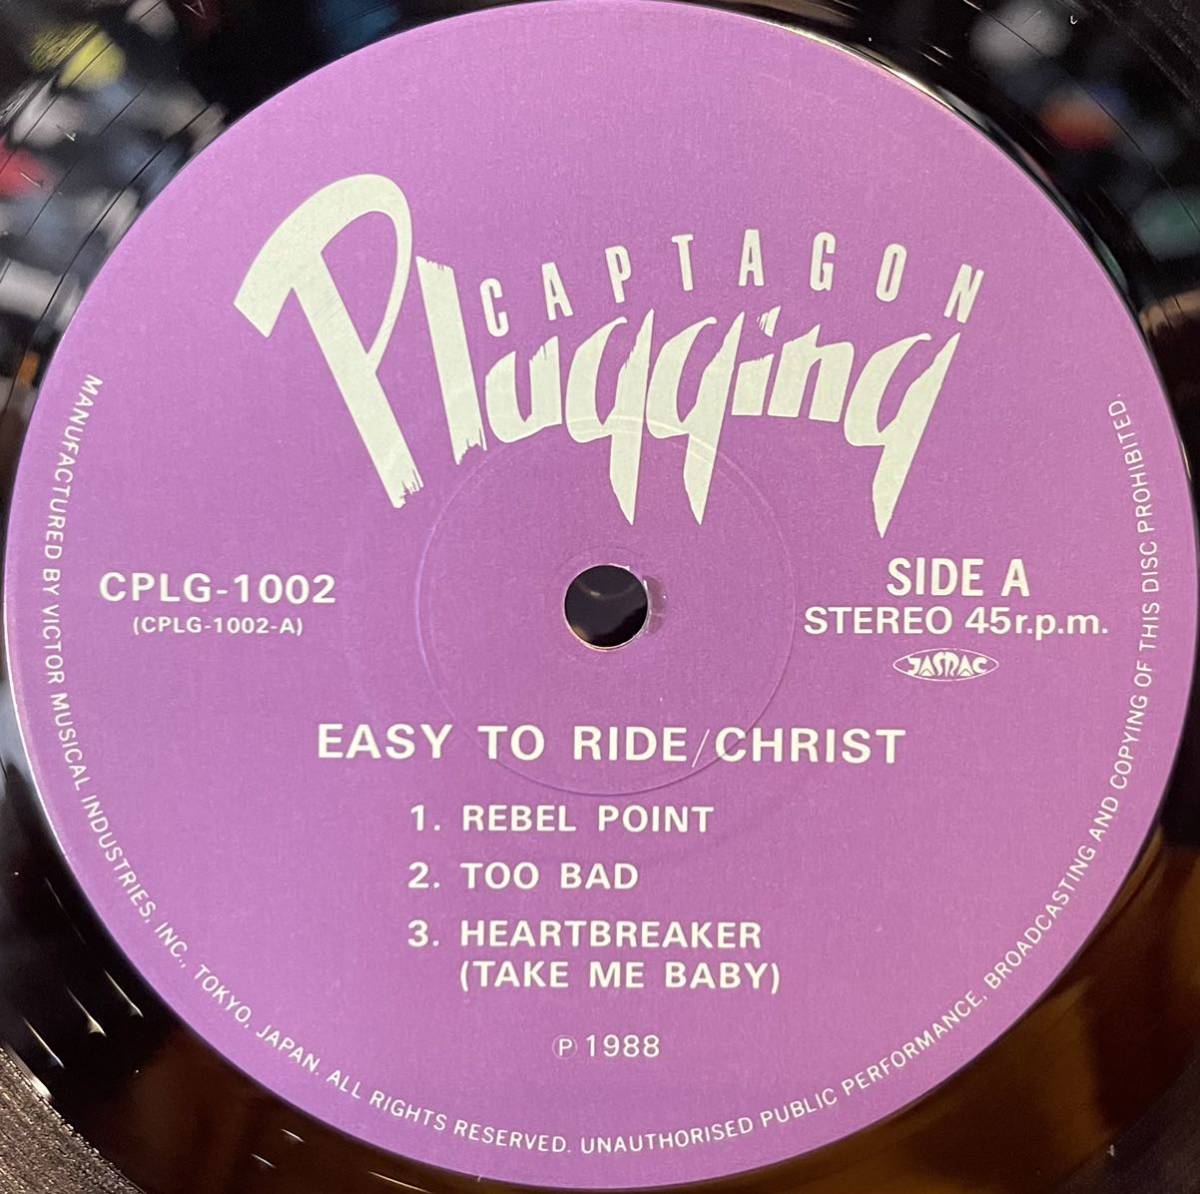 CAPTAGON
Plugging
CPLG-1002
(CPLG-1002-A)
SIDE A
STEREO 45r.p.m.
JASRAC
EASY TO RIDE/CHRIST
1. REBEL POINT
2. TOO BAD
3. HEARTBREAKER
(TAKE ME BABY)
Ⓟ 1988
MANUFACTURED BY VICTOR MUSICAL INDUSTRIES, INC., TOKYO, JAPAN. ALL RIGHTS RESERVED. UNAUTHORISED PUBLIC PERFORMANCE, BROADCASTING AND COPYING OF THIS DISC PROHIBITED.